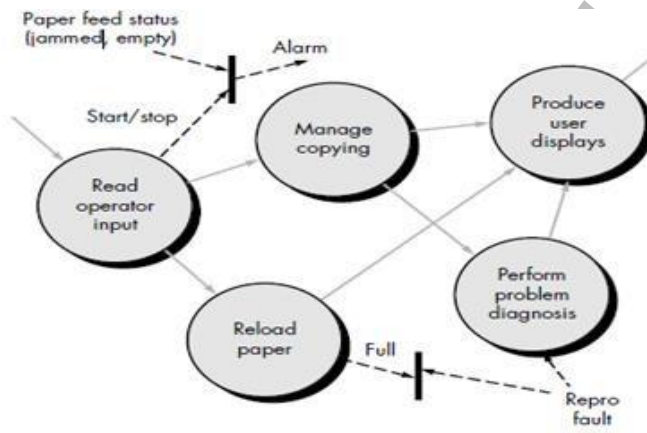 Paper feed status
(jammed, empty)
Alarm
Start/stop
Read
operator
input
Manage
copying
Produce
user
displays
Reload
paper
Full
Perform
problem
diagnosis
Repro
fault